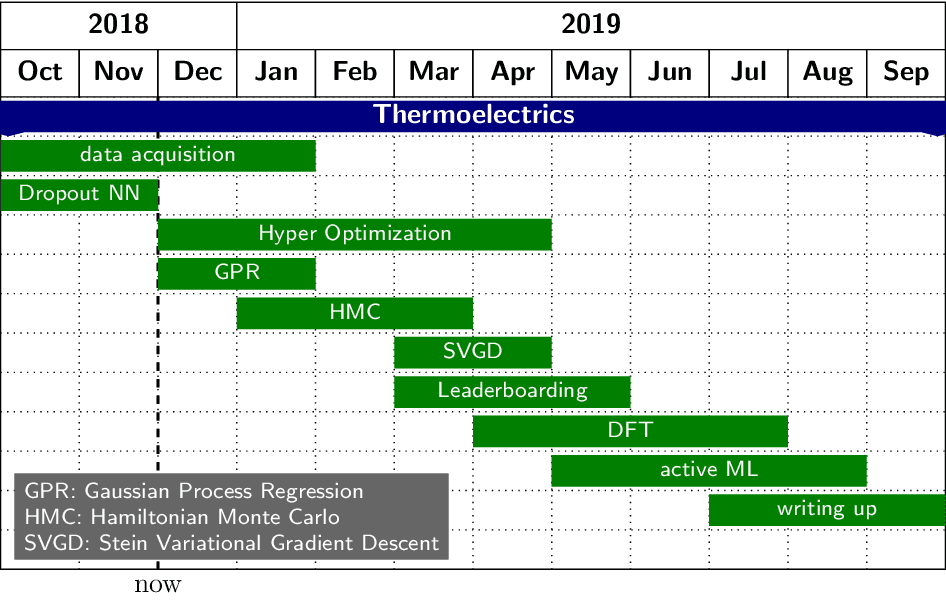 2018 2019
Oct Nov Dec Jan Feb Mar Apr May Jun Jul Aug Sep
Thermoelectrics
data acquisition
Dropout NN
Hyper Optimization
GPR
HMC
SVGD
Leaderboarding
DFT
active ML
writing up
GPR: Gaussian Process Regression
HMC: Hamiltonian Monte Carlo
SVGD: Stein Variational Gradient Descent
now